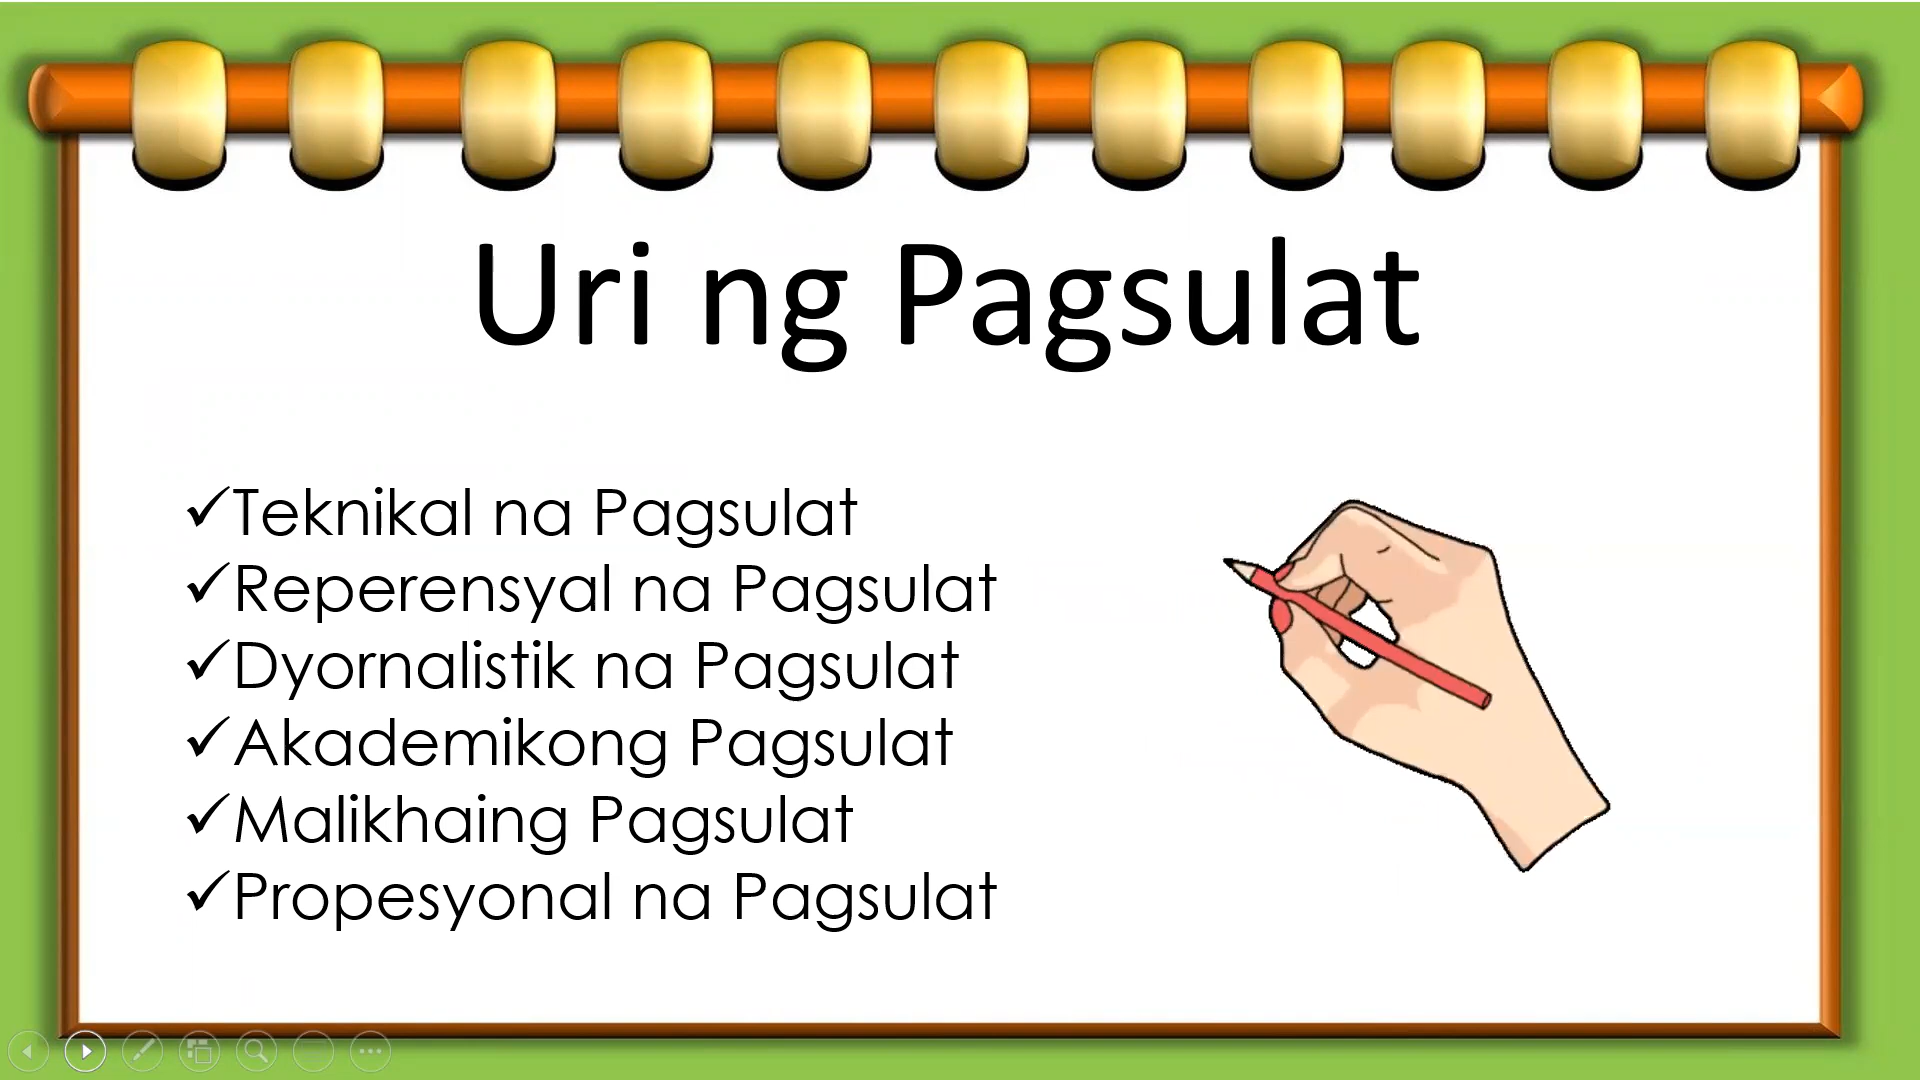 Uri ng Pagsulat
✓Teknikal na Pagsulat
✓Reperensyal na Pagsulat
✓Dyornalistik na Pagsulat
✓Akademikong Pagsulat
✓Malikhaing Pagsulat
✓Propesyonal na Pagsulat